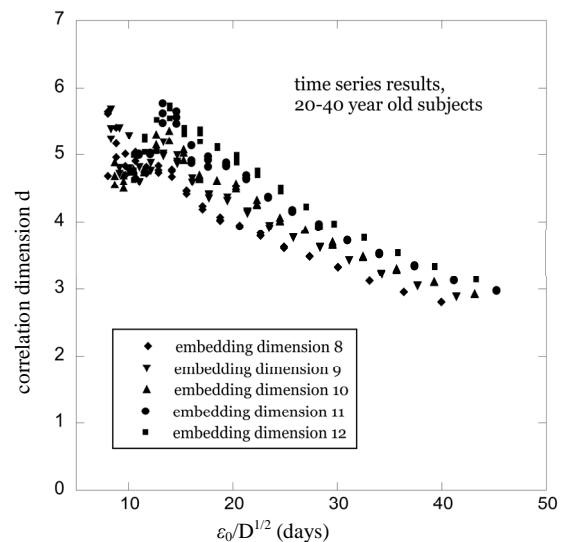 7
6
5
4
3
2
1
0
correlation dimension d
time series results,
20-40 year old subjects
embedding dimension 8
embedding dimension 9
embedding dimension 10
embedding dimension 11
embedding dimension 12
10 20 30 40 50
ε₀/D¹ᐟ² (days)